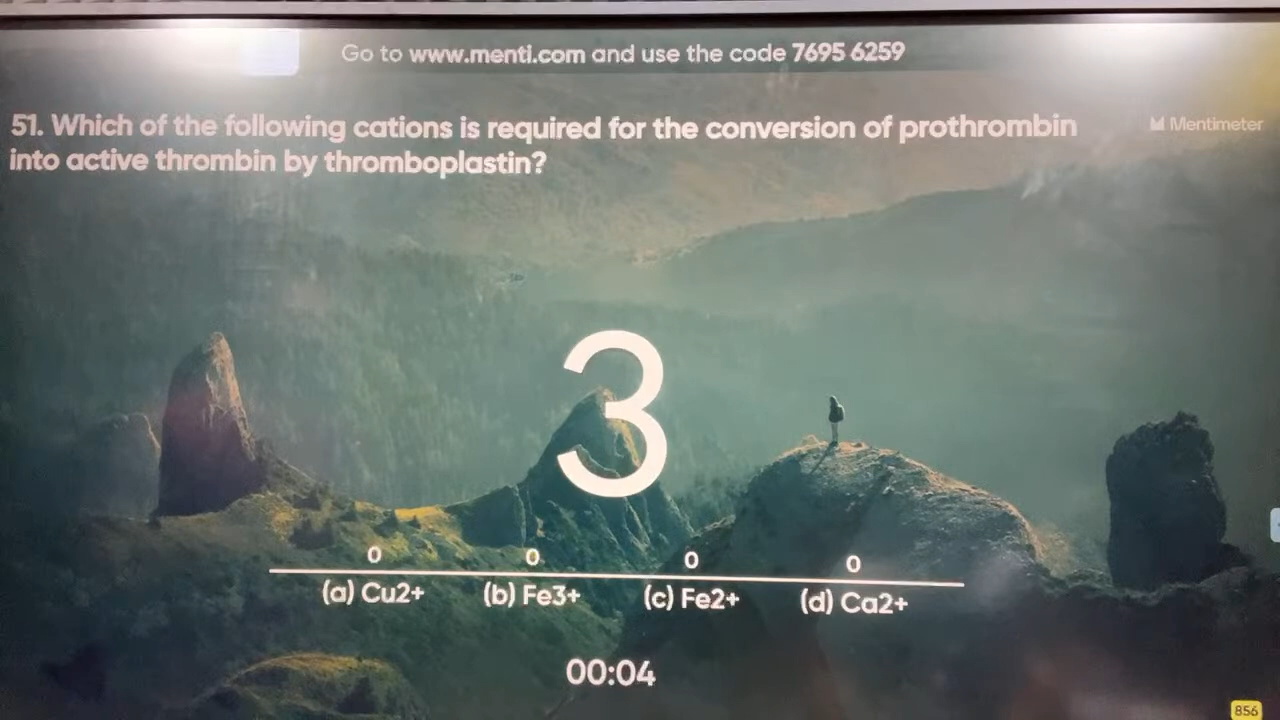 Go to www.menti.com and use the code 7695 6259
51. Which of the following cations is required for the conversion of prothrombin
into active thrombin by thromboplastin?
Mentimeter
3
0 0 0 0
(a) Cu2+ (b) Fe3+ (c) Fe2+ (d) Ca2+
00:04
856